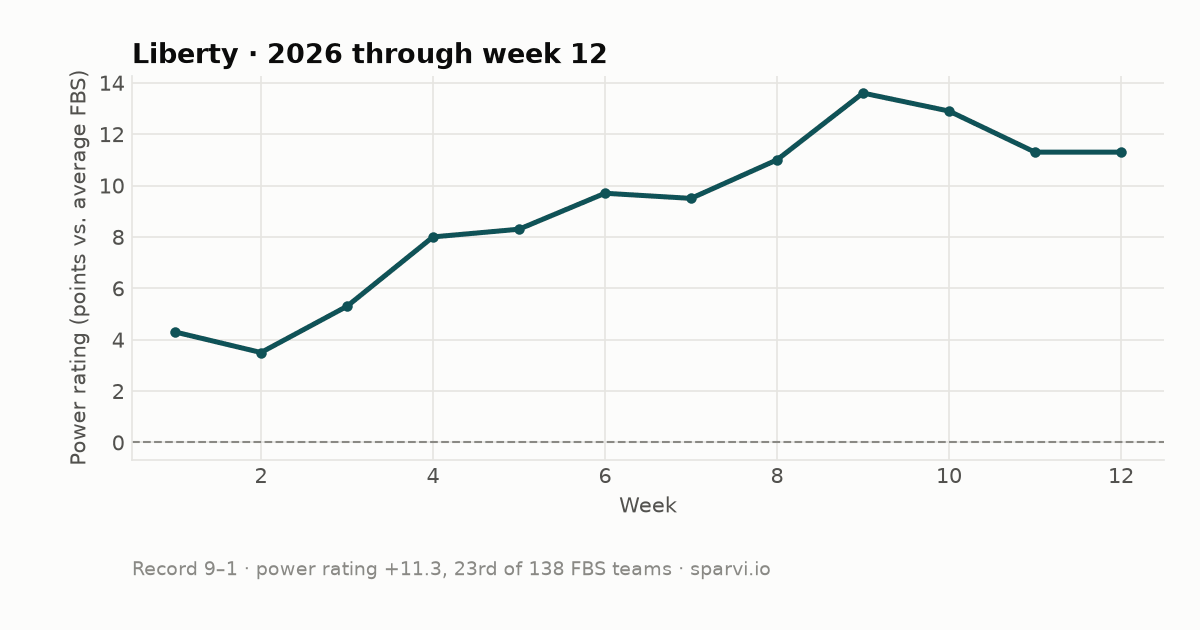 Liberty · 2026 through week 12
Power rating (points vs. average FBS)
14
12
10
8
6
4
2
0
2 4 6 8 10 12
Week
Record 9–1 · power rating +11.3, 23rd of 138 FBS teams · sparvi.io